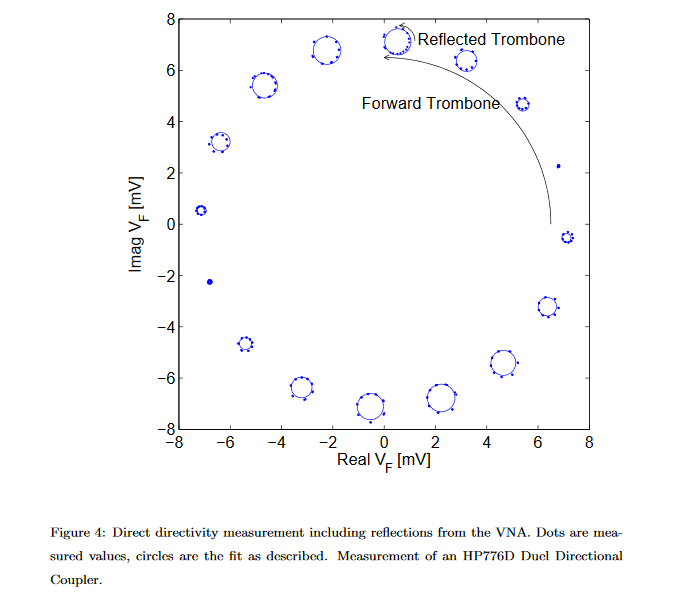 8
Reflected Trombone
6
Forward Trombone
4
2
0
−2
−4
−6
−8
Imag V_F [mV]
−8 −6 −4 −2 0 2 4 6 8
Real V_F [mV]
Figure 4: Direct directivity measurement including reflections from the VNA. Dots are mea-
sured values, circles are the fit as described. Measurement of an HP776D Duel Directional
Coupler.